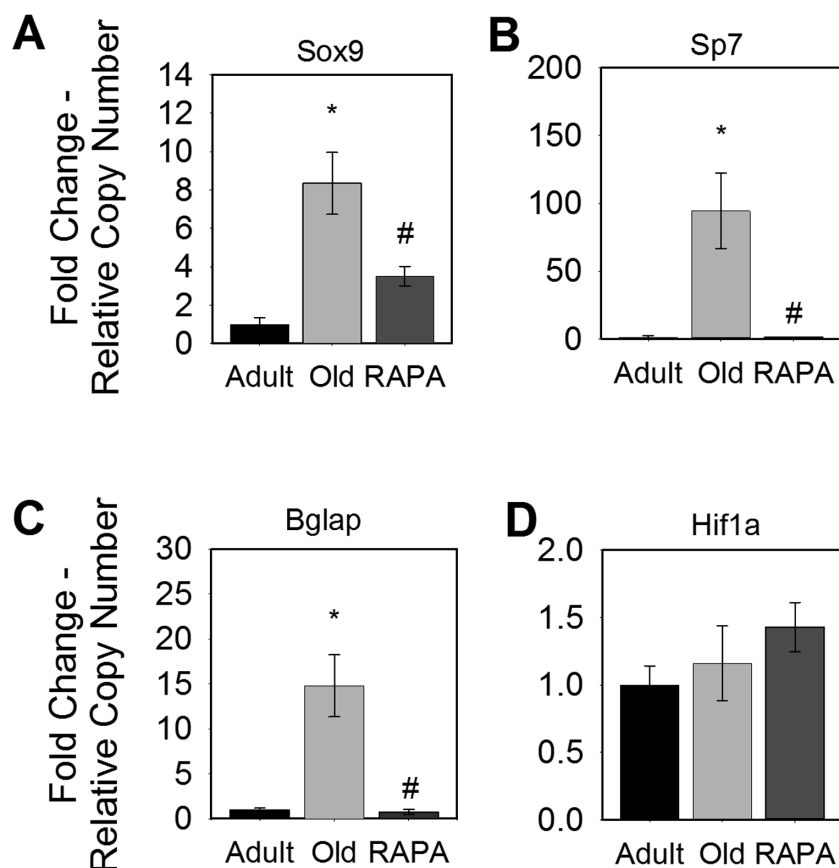 A
Sox9
Fold Change -
Relative Copy Number
14
12
10
8
6
4
2
0
*
#
Adult Old RAPA
B
Sp7
200
150
100
50
0
*
#
Adult Old RAPA
C
Bglap
Fold Change -
Relative Copy Number
30
25
20
15
10
5
0
*
#
Adult Old RAPA
D
Hif1a
2.0
1.5
1.0
0.5
0.0
Adult Old RAPA